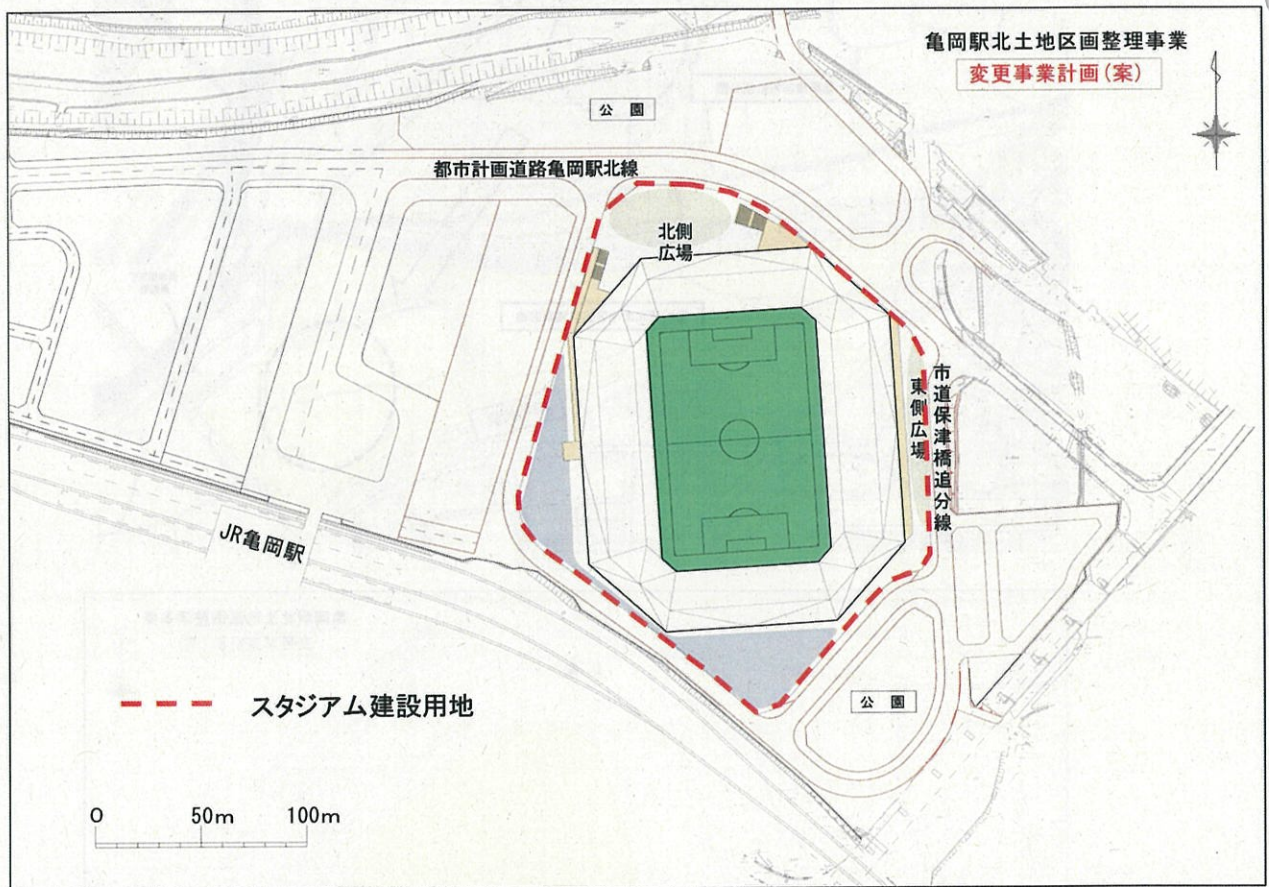 亀岡駅北土地区画整理事業
変更事業計画(案)
公園
都市計画道路亀岡駅北線
北側
広場
東側広場
市道保津橋追分線
JR亀岡駅
公園
スタジアム建設用地
0 50m 100m